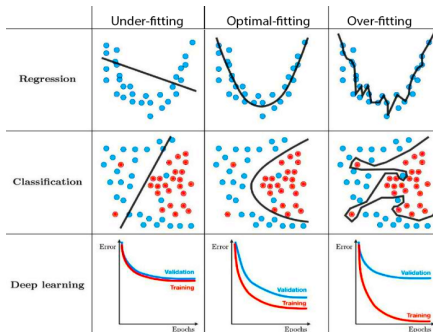 Under-fitting Optimal-fitting Over-fitting
Regression
Classification
Deep learning
Error
Validation
Training
Epochs
Error
Validation
Training
Epochs
Error
Validation
Training
Epochs